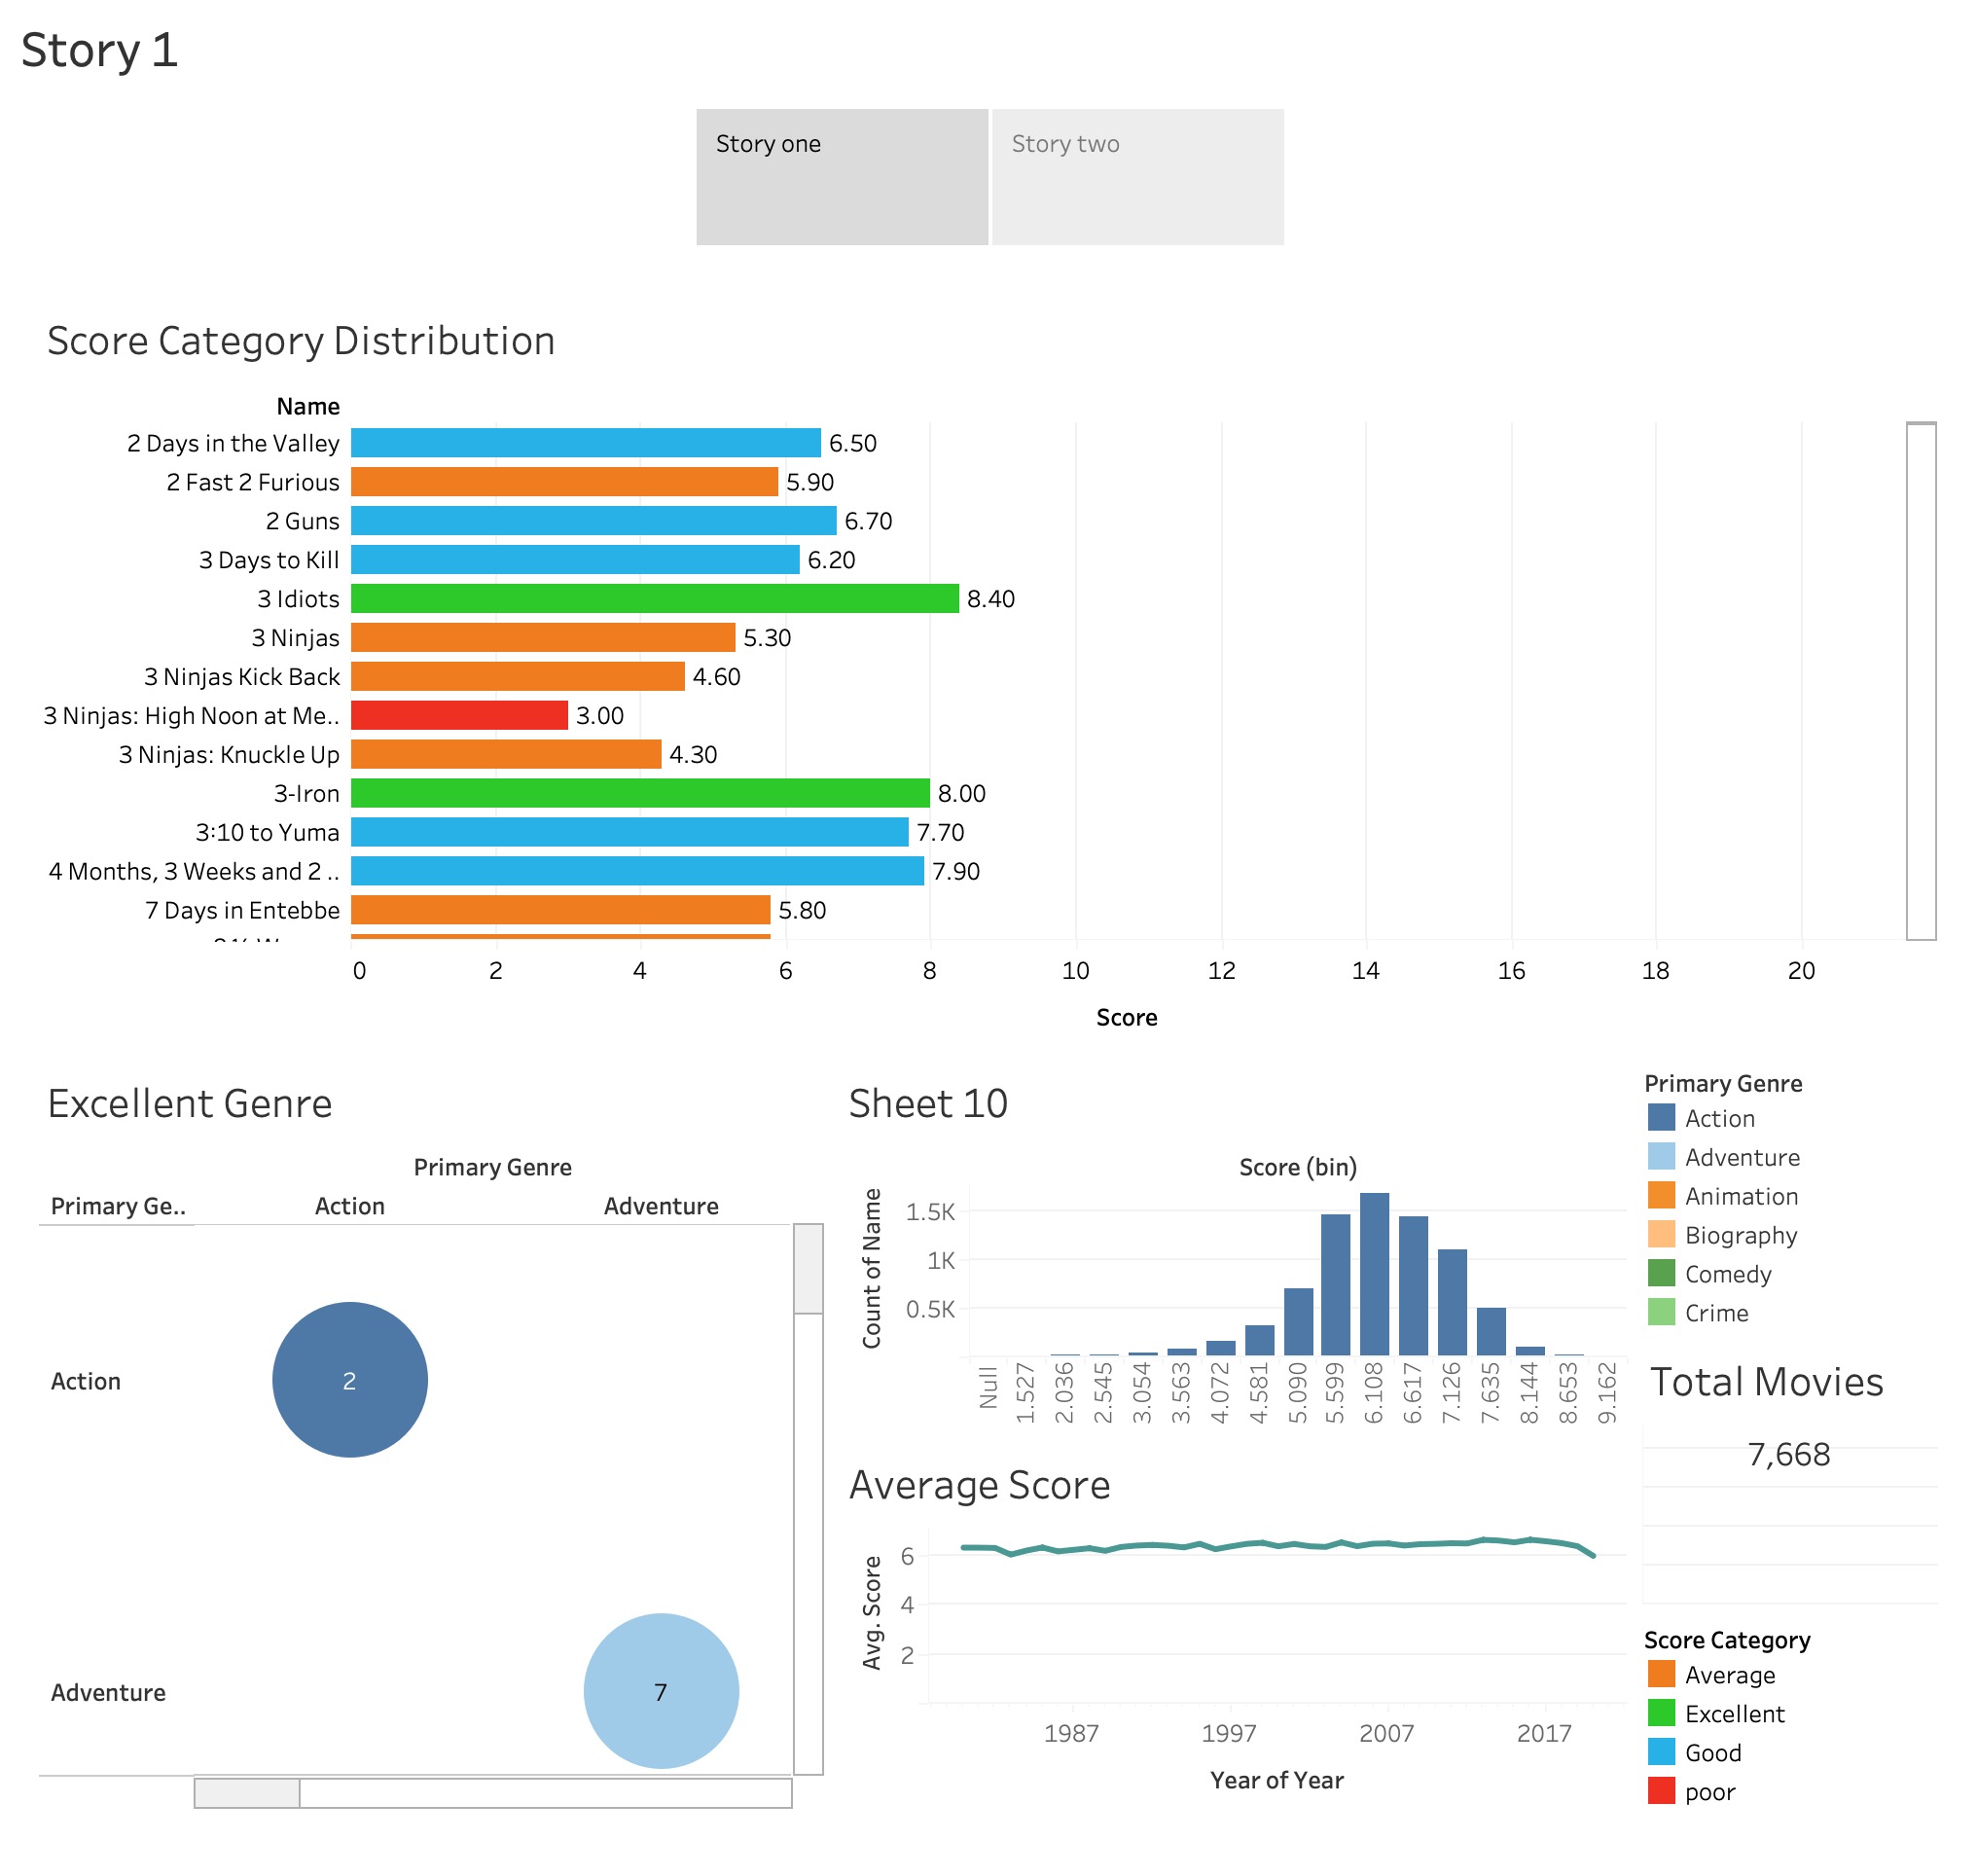 Story 1
Story one
Story two
Score Category Distribution
Name
2 Days in the Valley 6.50
2 Fast 2 Furious 5.90
2 Guns 6.70
3 Days to Kill 6.20
3 Idiots 8.40
3 Ninjas 5.30
3 Ninjas Kick Back 4.60
3 Ninjas: High Noon at Me.. 3.00
3 Ninjas: Knuckle Up 4.30
3-Iron 8.00
3:10 to Yuma 7.70
4 Months, 3 Weeks and 2 .. 7.90
7 Days in Entebbe 5.80
0 2 4 6 8 10 12 14 16 18 20
Score
Excellent Genre
Primary Genre
Primary Ge.. Action Adventure
Action 2
Adventure 7
Sheet 10
Score (bin)
Count of Name
1.5K
1K
0.5K
Null 1.527 2.036 2.545 3.054 3.563 4.072 4.581 5.090 5.599 6.108 6.617 7.126 7.635 8.144 8.653 9.162
Average Score
Avg. Score
6
4
2
1987 1997 2007 2017
Year of Year
Primary Genre
Action
Adventure
Animation
Biography
Comedy
Crime
Total Movies
7,668
Score Category
Average
Excellent
Good
poor